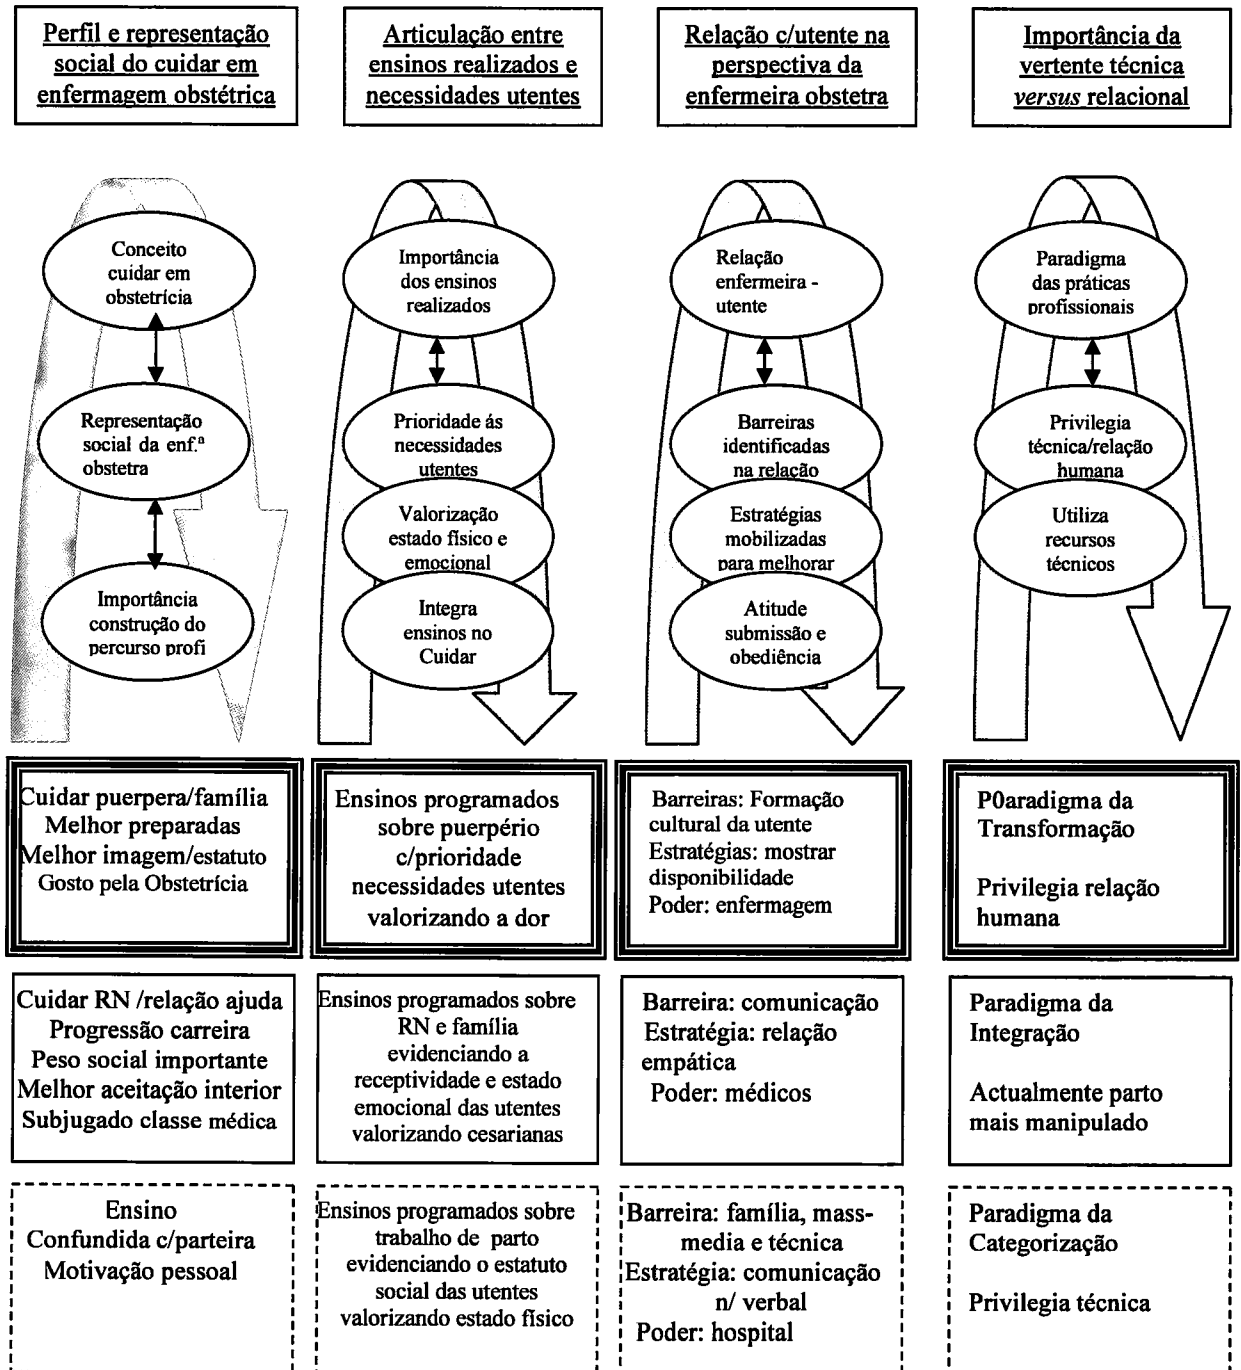 Perfil e representação
social do cuidar em
enfermagem obstétrica
Articulação entre
ensinos realizados e
necessidades utentes
Relação c/utente na
perspectiva da
enfermeira obstetra
Importância da
vertente técnica
versus relacional
Conceito
cuidar em
obstetrícia
Representação
social da enf.ª
obstetra
Importância
construção do
percurso profi
Importância
dos ensinos
realizados
Prioridade ás
necessidades
utentes
Valorização
estado físico e
emocional
Integra
ensinos no
Cuidar
Relação
enfermeira -
utente
Barreiras
identificadas
na relação
Estratégias
mobilizadas
para melhorar
Atitude
submissão e
obediência
Paradigma
das práticas
profissionais
Privilegia
técnica/relação
humana
Utiliza
recursos
técnicos
Cuidar puerpera/família
Melhor preparadas
Melhor imagem/estatuto
Gosto pela Obstetrícia
Ensinos programados
sobre puerpério
c/prioridade
necessidades utentes
valorizando a dor
Barreiras: Formação
cultural da utente
Estratégias: mostrar
disponibilidade
Poder: enfermagem
P0aradigma da
Transformação
Privilegia relação
humana
Cuidar RN /relação ajuda
Progressão carreira
Peso social importante
Melhor aceitação interior
Subjugado classe médica
Ensinos programados sobre
RN e família
evidenciando a
receptividade e estado
emocional das utentes
valorizando cesarianas
Barreira: comunicação
Estratégia: relação
empática
Poder: médicos
Paradigma da
Integração
Actualmente parto
mais manipulado
Ensino
Confundida c/parteira
Motivação pessoal
Ensinos programados sobre
trabalho de parto
evidenciando o estatuto
social das utentes
valorizando estado físico
Barreira: família, mass-
media e técnica
Estratégia: comunicação
n/ verbal
Poder: hospital
Paradigma da
Categorização
Privilegia técnica